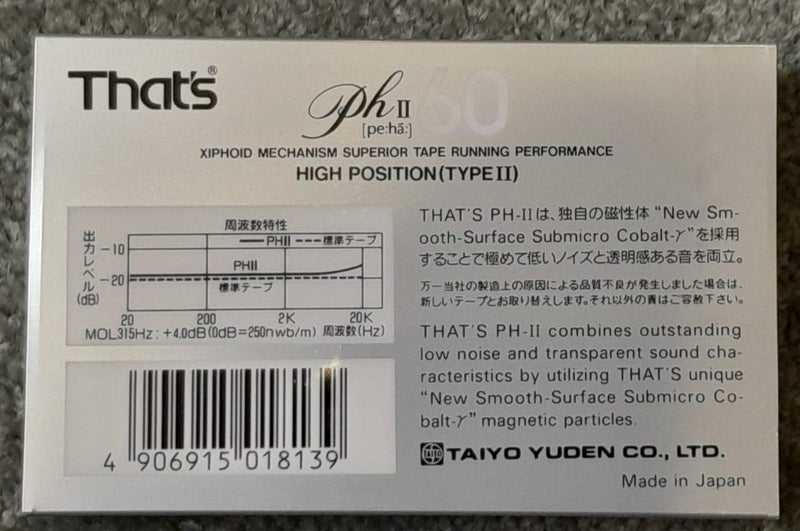 That's®
Ph II 60
[pe:hā:]
XIPHOID MECHANISM SUPERIOR TAPE RUNNING PERFORMANCE
HIGH POSITION(TYPE II)
周波数特性
PHII 標準テープ
出力レベル(dB)
-10
-20
PHII
標準テープ
20 200 2K 20K
MOL315Hz: +4.0dB(0dB=250nwb/m) 周波数(Hz)
4 906915 018139
THAT'S PH-IIは、独自の磁性体 “New Sm-
ooth-Surface Submicro Cobalt-γ”を採用
することで極めて低いノイズと透明感ある音を両立。
万一当社の製造上の原因による品質不良が発生しました場合は、
新しいテープとお取り替えします。それ以外の責はご容赦下さい。
THAT'S PH-II combines outstanding
low noise and transparent sound cha-
racteristics by utilizing THAT'S unique
“New Smooth-Surface Submicro Co-
balt-γ” magnetic particles.
TAIYO TAIYO YUDEN CO., LTD.
Made in Japan